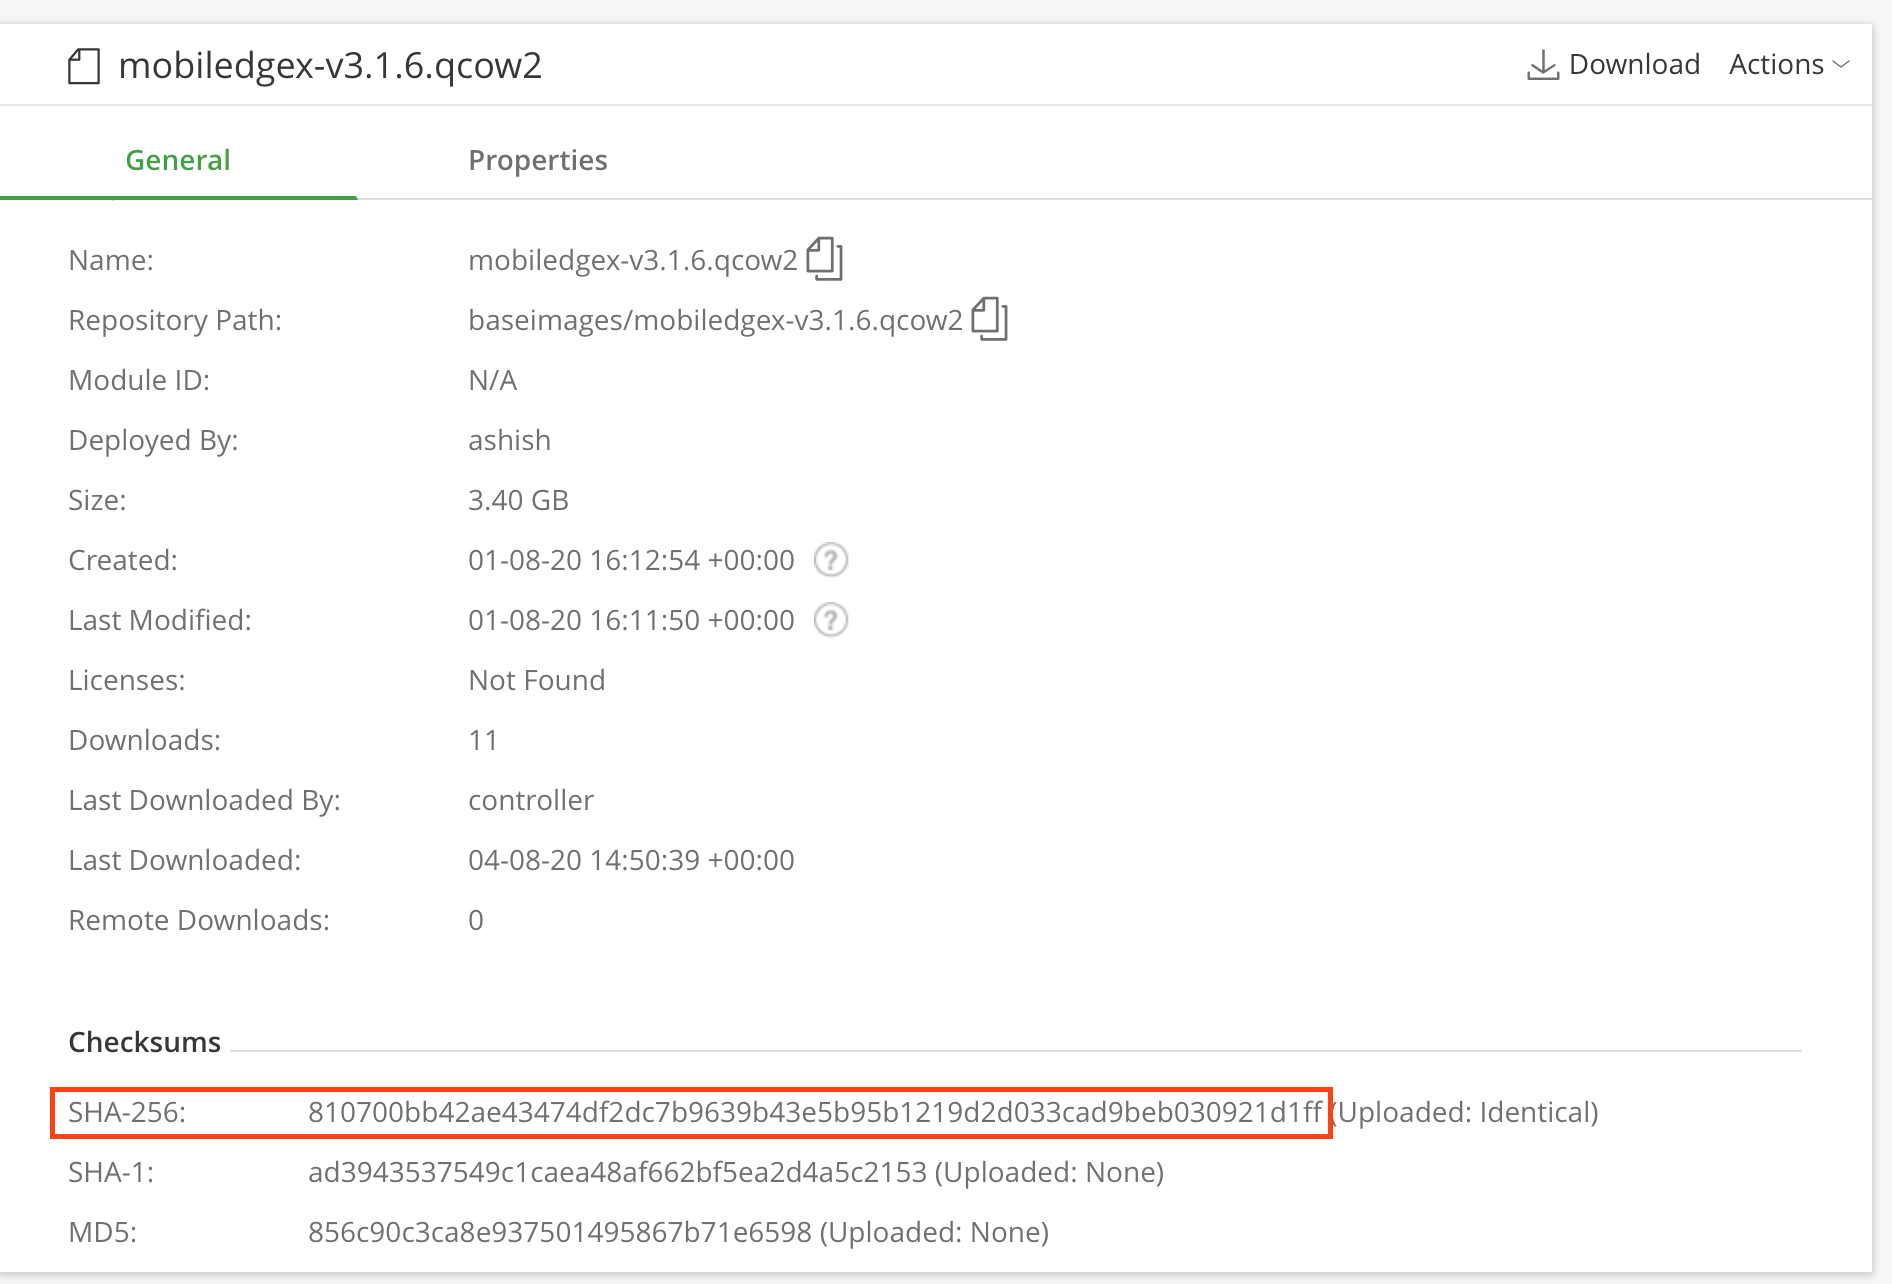 mobiledgex-v3.1.6.qcow2 Download Actions
General Properties
Name: mobiledgex-v3.1.6.qcow2
Repository Path: baseimages/mobiledgex-v3.1.6.qcow2
Module ID: N/A
Deployed By: ashish
Size: 3.40 GB
Created: 01-08-20 16:12:54 +00:00 ?
Last Modified: 01-08-20 16:11:50 +00:00 ?
Licenses: Not Found
Downloads: 11
Last Downloaded By: controller
Last Downloaded: 04-08-20 14:50:39 +00:00
Remote Downloads: 0
Checksums
SHA-256: 810700bb42ae43474df2dc7b9639b43e5b95b1219d2d033cad9beb030921d1ff (Uploaded: Identical)
SHA-1: ad3943537549c1caea48af662bf5ea2d4a5c2153 (Uploaded: None)
MD5: 856c90c3ca8e937501495867b71e6598 (Uploaded: None)